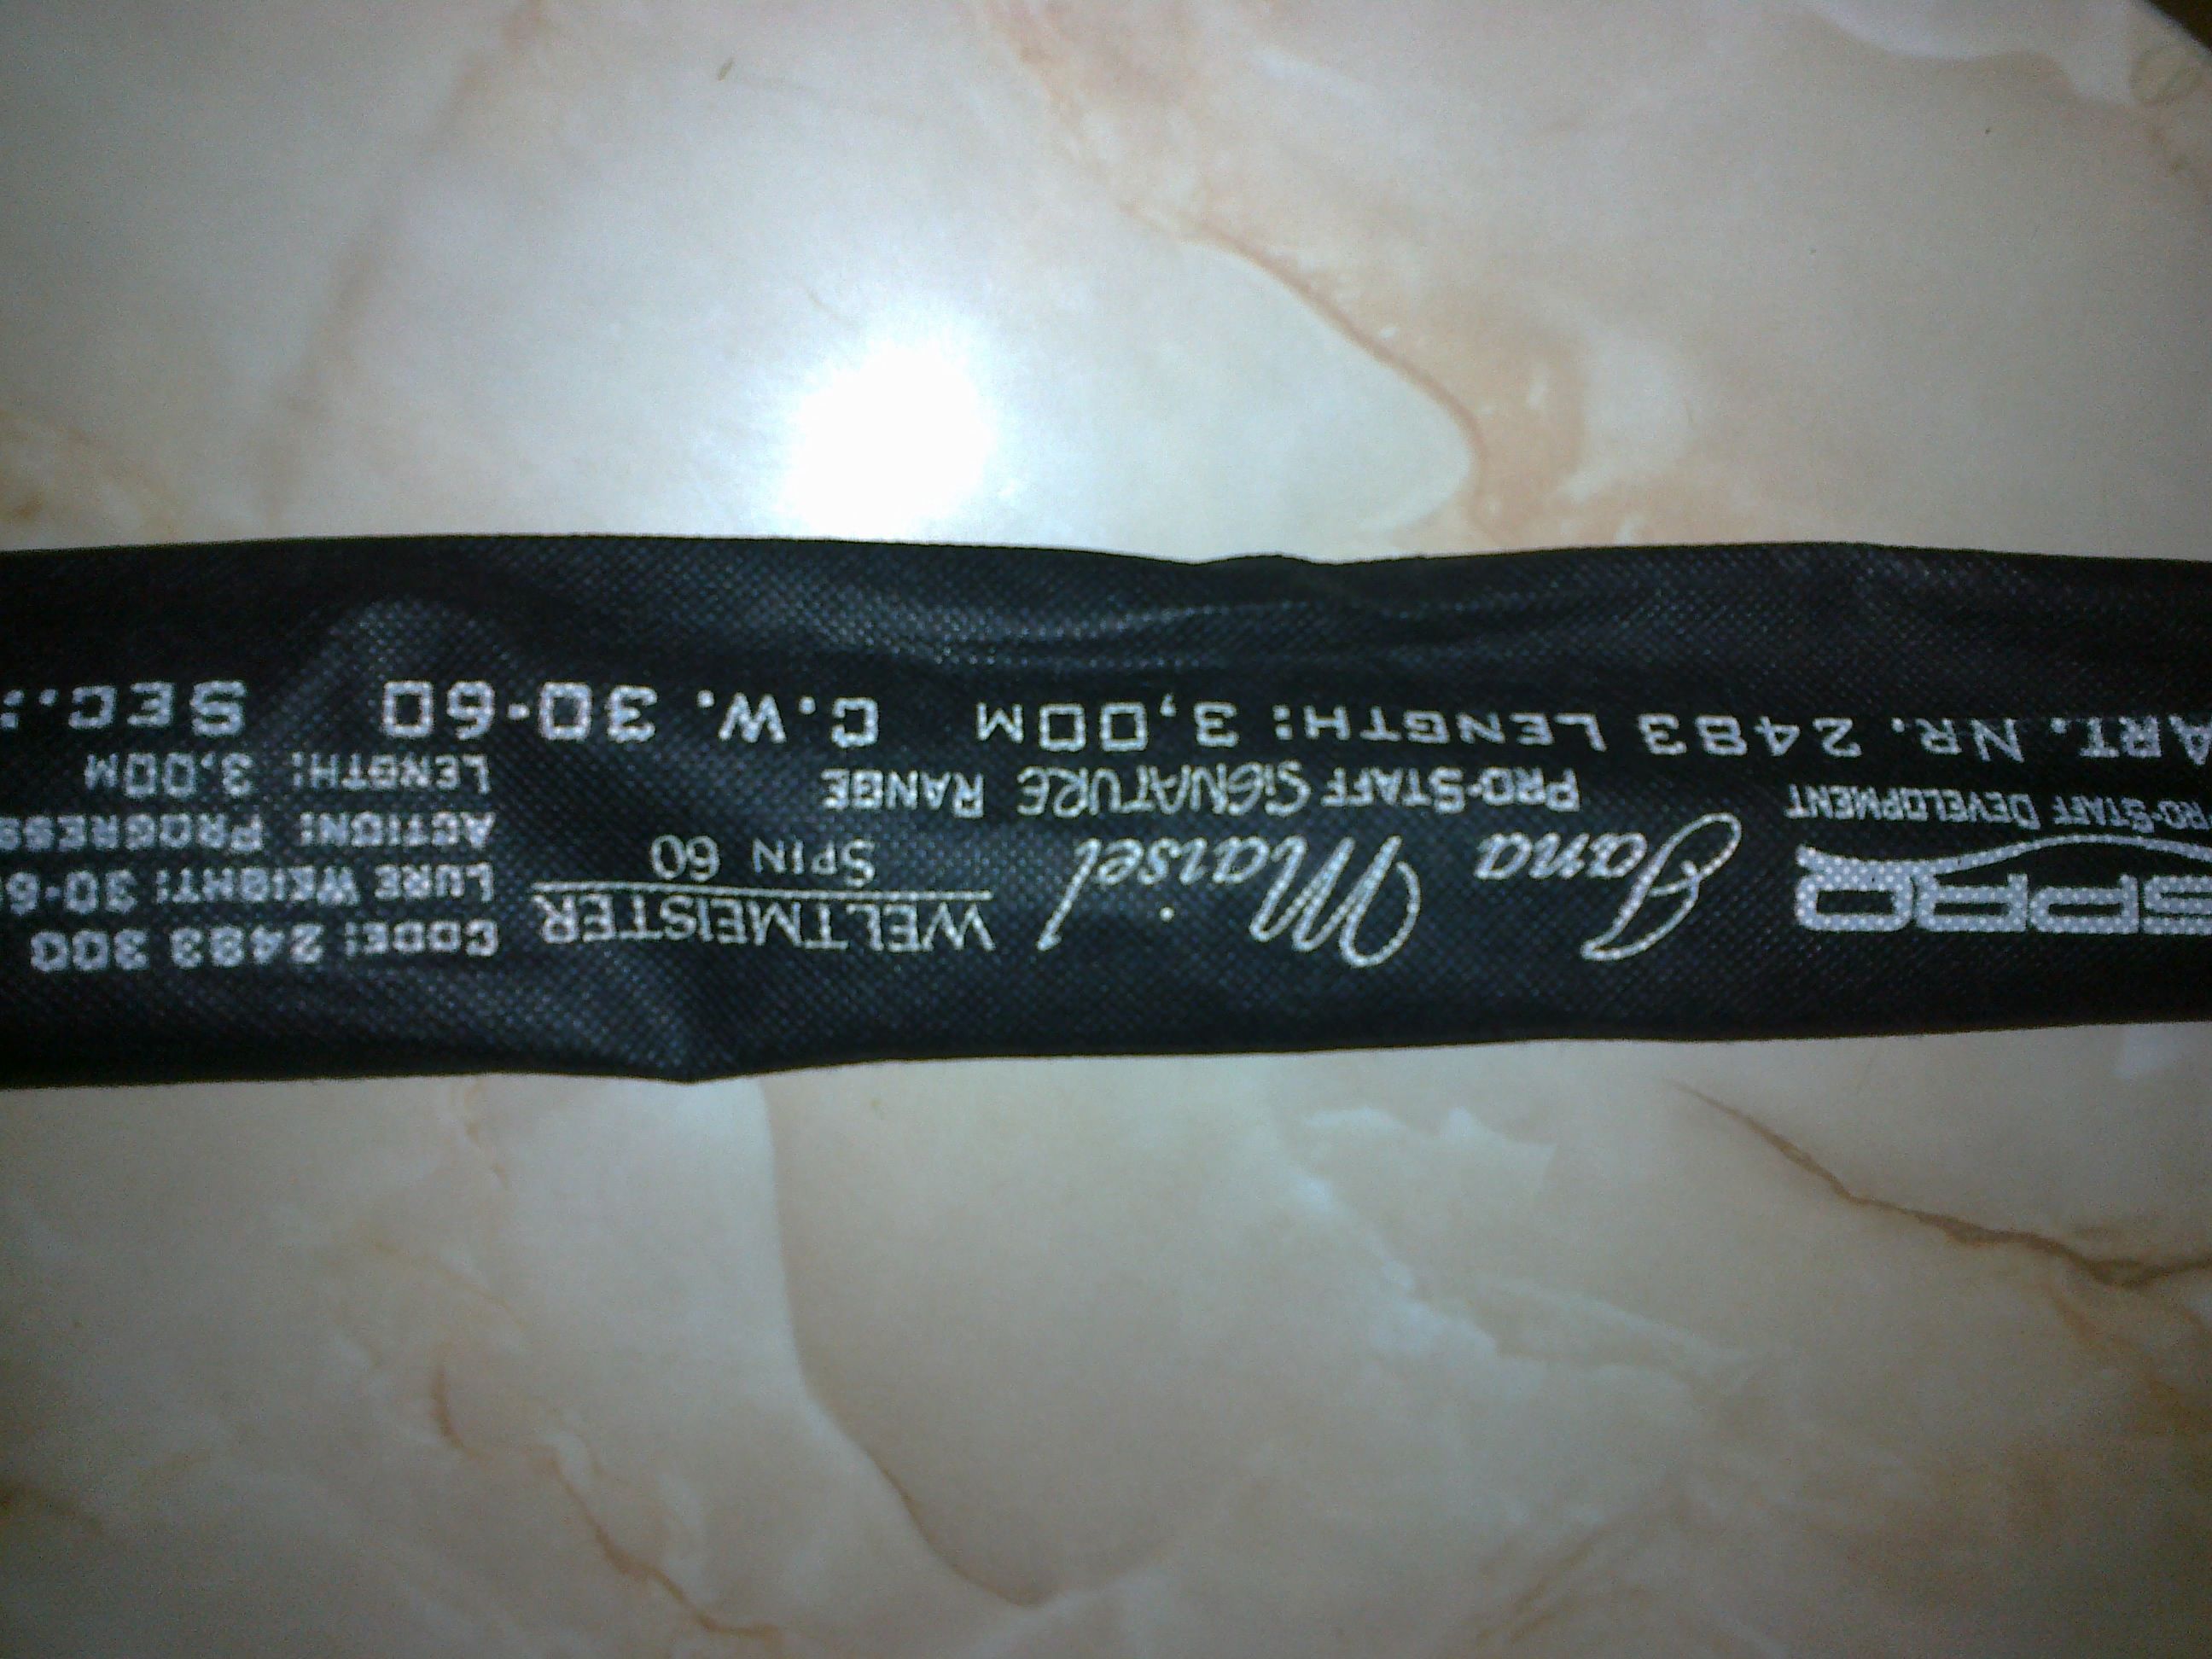 SPRO
RO-STAFF DEVELOPMENT
Jana Maisel
PRO-STAFF SIGNATURE RANGE
WELTMEISTER
SPIN 60
CODE: 2483 300
LURE WEIGHT: 30-6
ACTION: PROGRESS
LENGTH: 3.00M
ART. NR. 2483 LENGTH: 3,00M C.W. 30-60 SEC.: